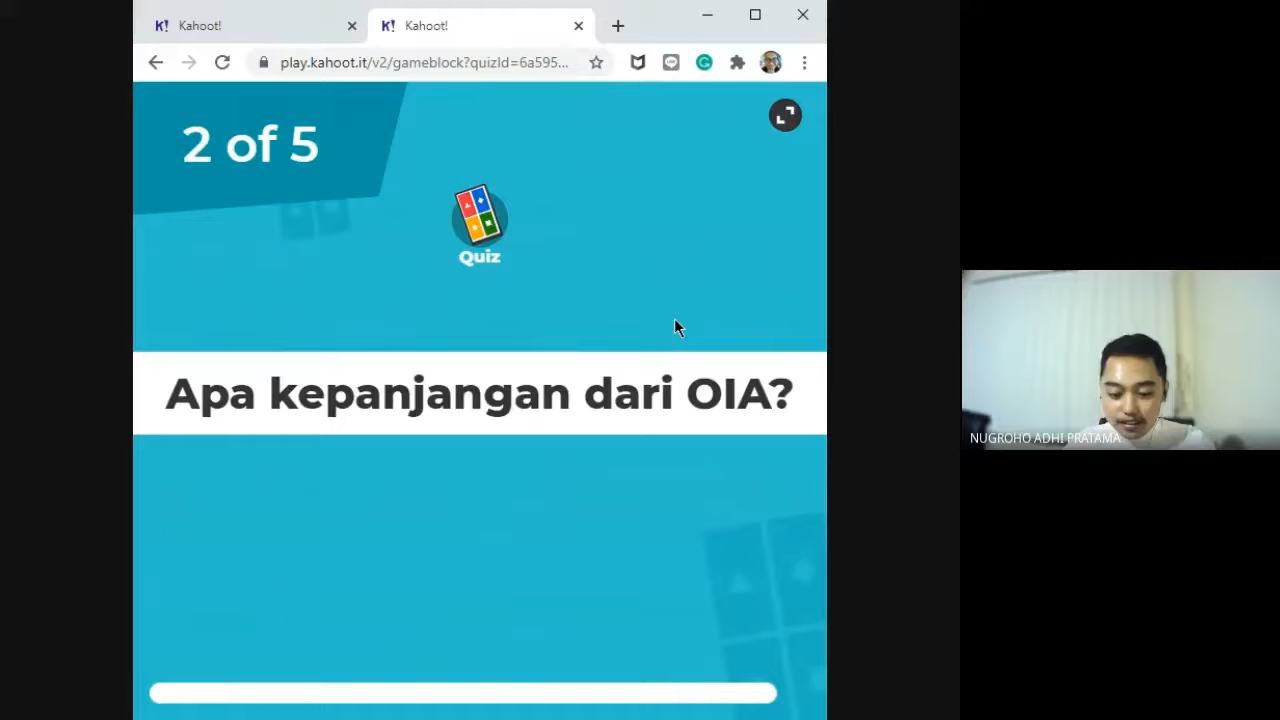 Kahoot!
Kahoot!
play.kahoot.it/v2/gameblock?quizId=6a595...
2 of 5
Quiz
Apa kepanjangan dari OIA?
NUGROHO ADHI PRATAMA